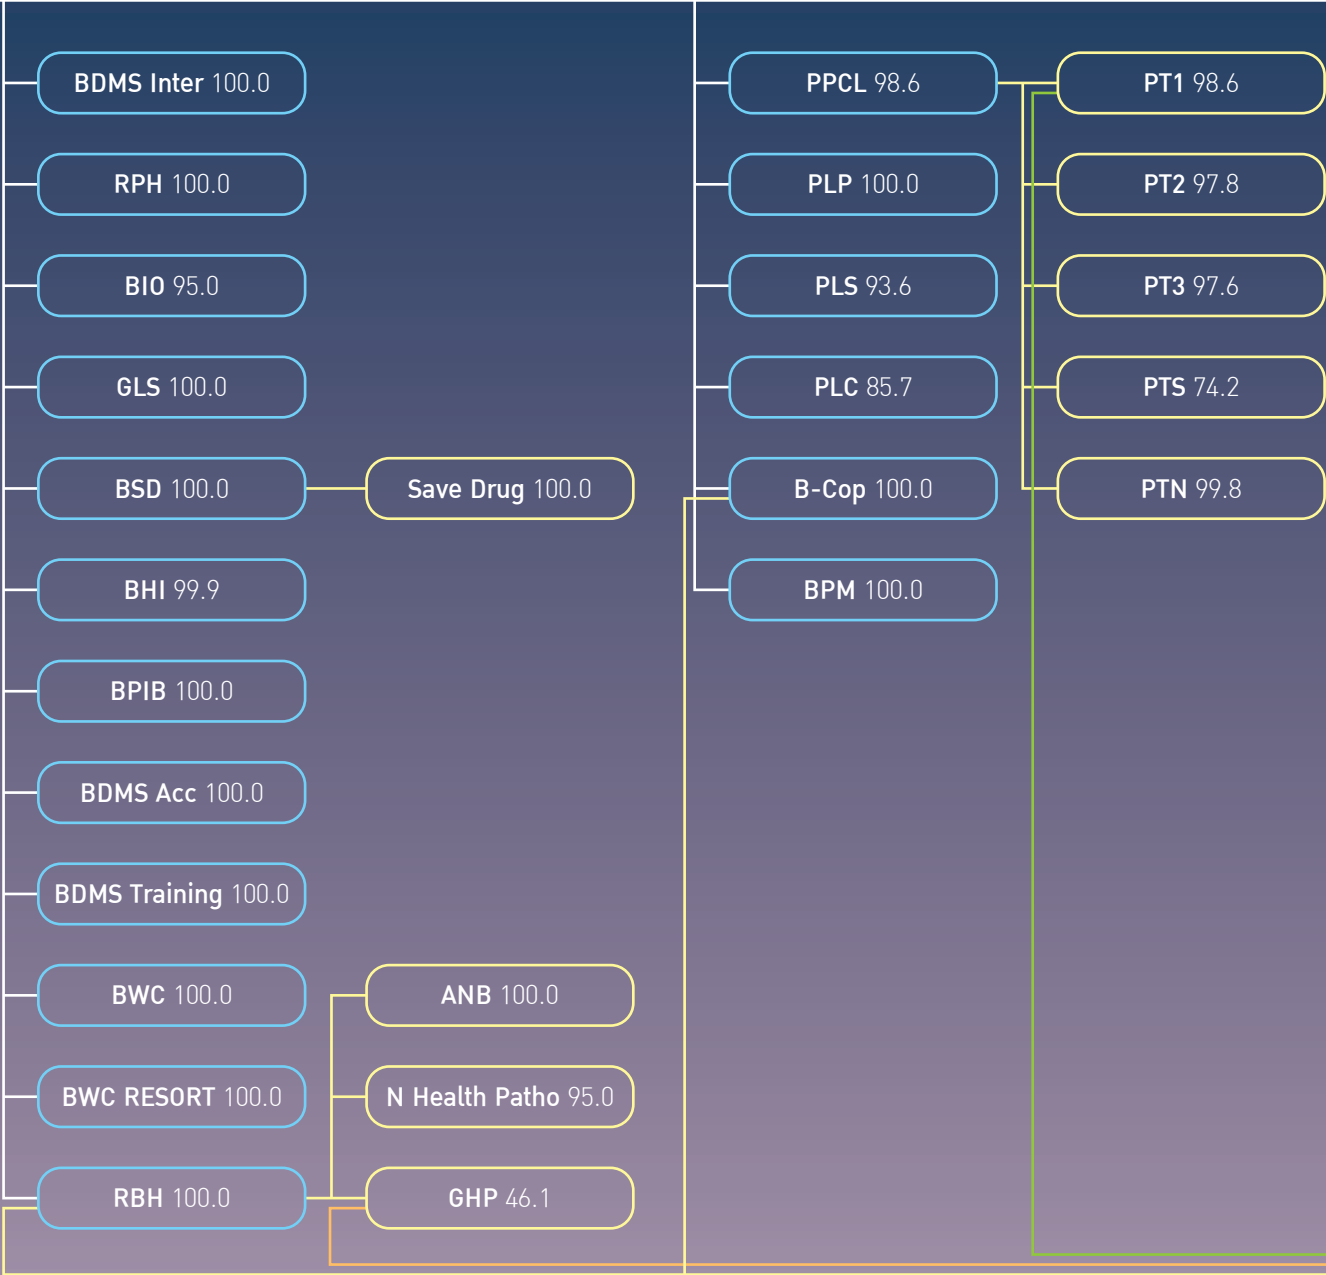 BDMS Inter 100.0
RPH 100.0
BIO 95.0
GLS 100.0
BSD 100.0
Save Drug 100.0
BHI 99.9
BPIB 100.0
BDMS Acc 100.0
BDMS Training 100.0
BWC 100.0
ANB 100.0
BWC RESORT 100.0
N Health Patho 95.0
RBH 100.0
GHP 46.1
PPCL 98.6
PT1 98.6
PLP 100.0
PT2 97.8
PLS 93.6
PT3 97.6
PLC 85.7
PTS 74.2
B-Cop 100.0
PTN 99.8
BPM 100.0